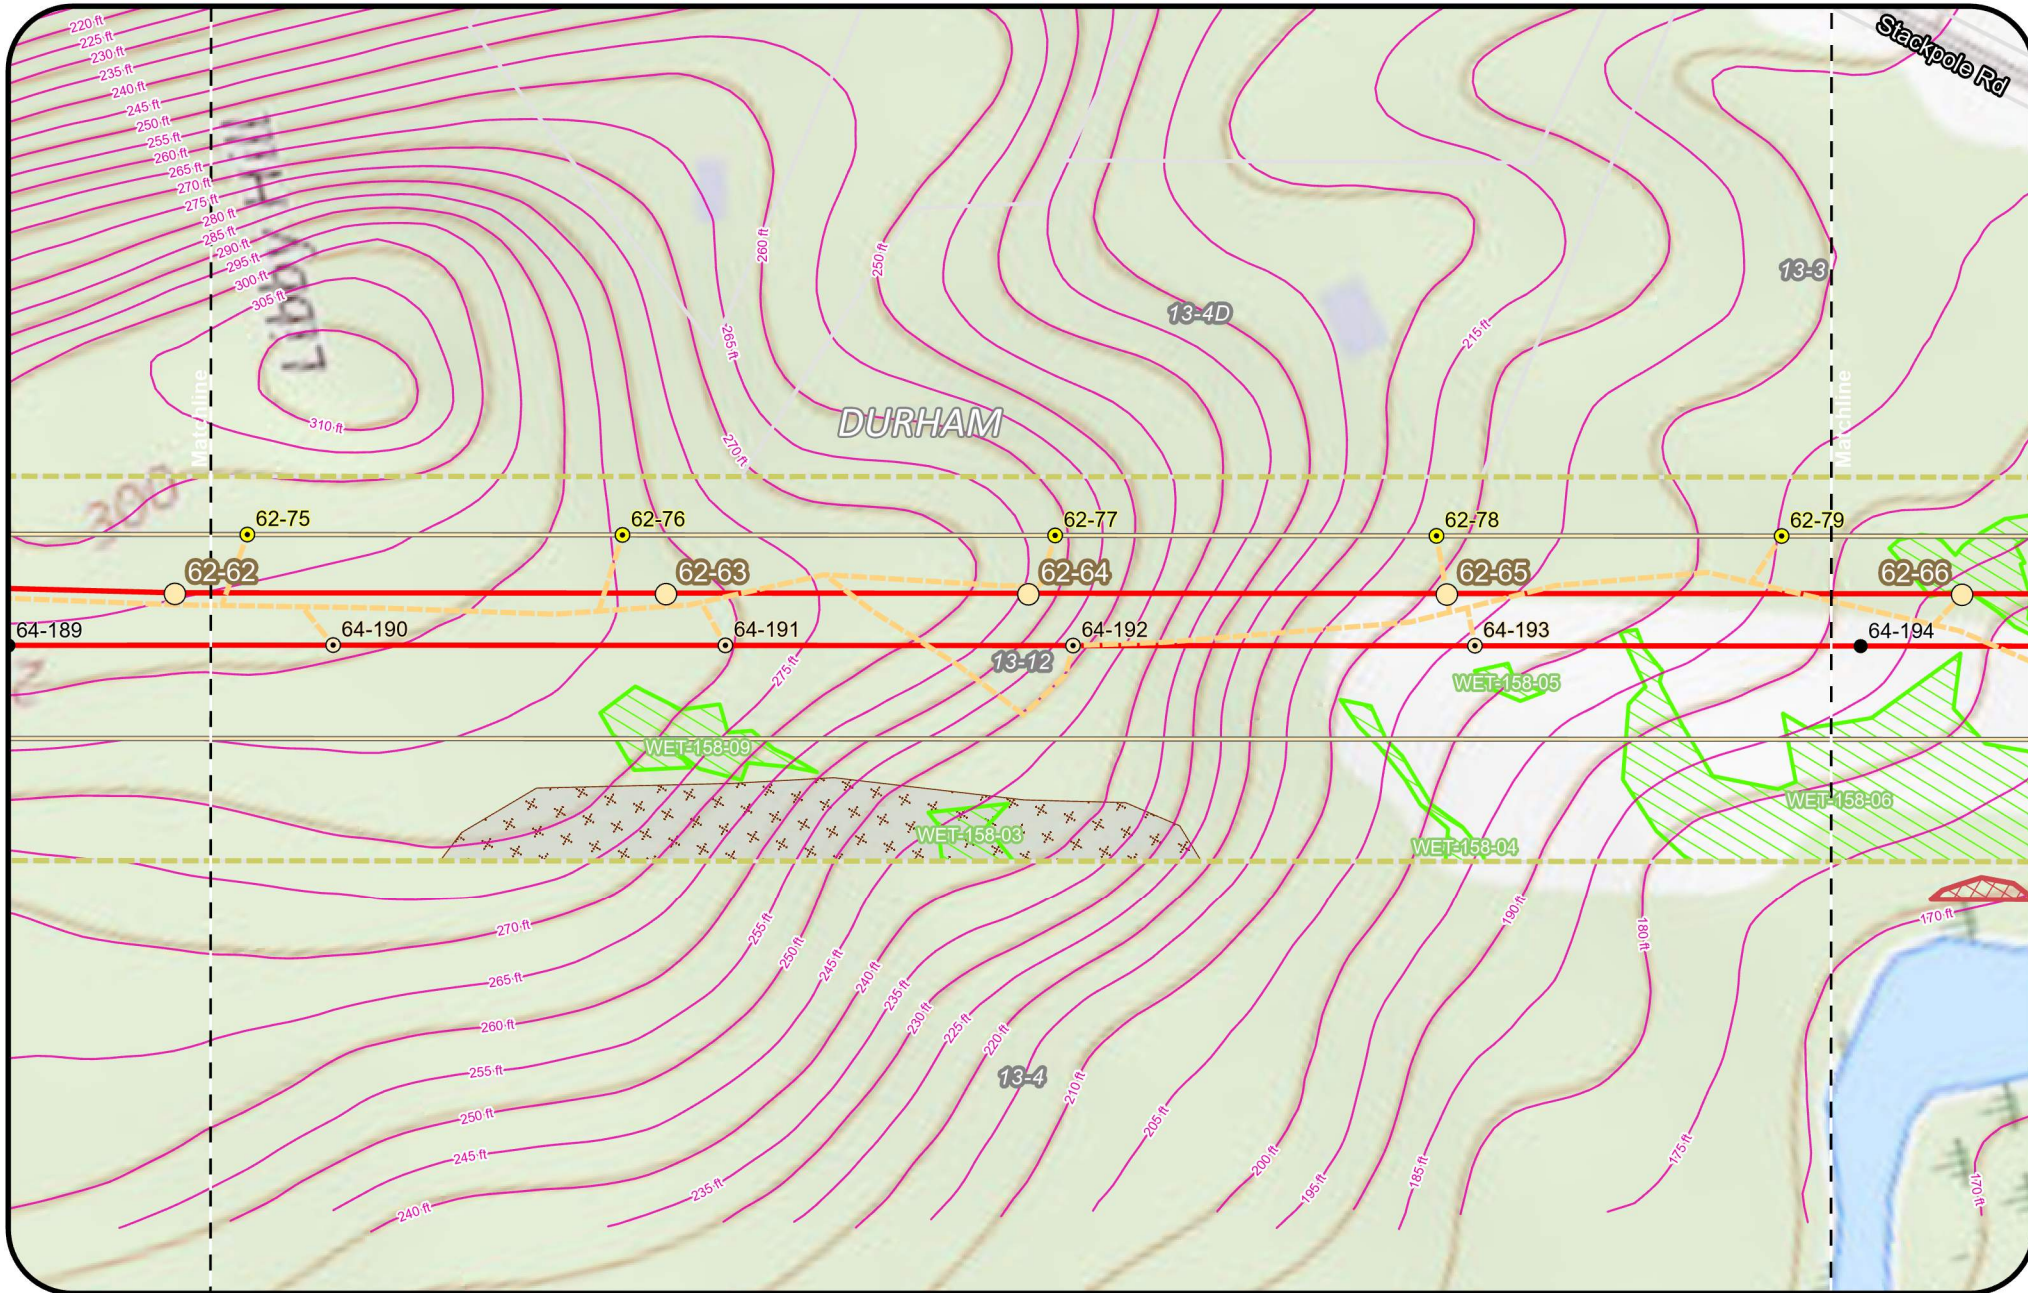 220 ft
225 ft
230 ft
235 ft
240 ft
245 ft
250 ft
255 ft
260 ft
265 ft
270 ft
275 ft
280 ft
285 ft
290 ft
295 ft
300 ft
305 ft
310 ft
Libby Hill
Stackpole Rd
260 ft
250 ft
265 ft
270 ft
215 ft
13-3
13-4D
DURHAM
Matchline
Matchline
300
62-75
62-76
62-77
62-78
62-79
62-62
62-63
62-64
62-65
62-66
64-189
64-190
64-191
64-192
64-193
64-194
13-12
275 ft
WET-158-05
WET-158-09
WET-158-06
WET-158-03
WET-158-04
270 ft
265 ft
260 ft
255 ft
250 ft
245 ft
240 ft
255 ft
250 ft
245 ft
240 ft
235 ft
230 ft
225 ft
220 ft
235 ft
13-4
210 ft
205 ft
200 ft
195 ft
185 ft
190 ft
180 ft
175 ft
170 ft
170 ft